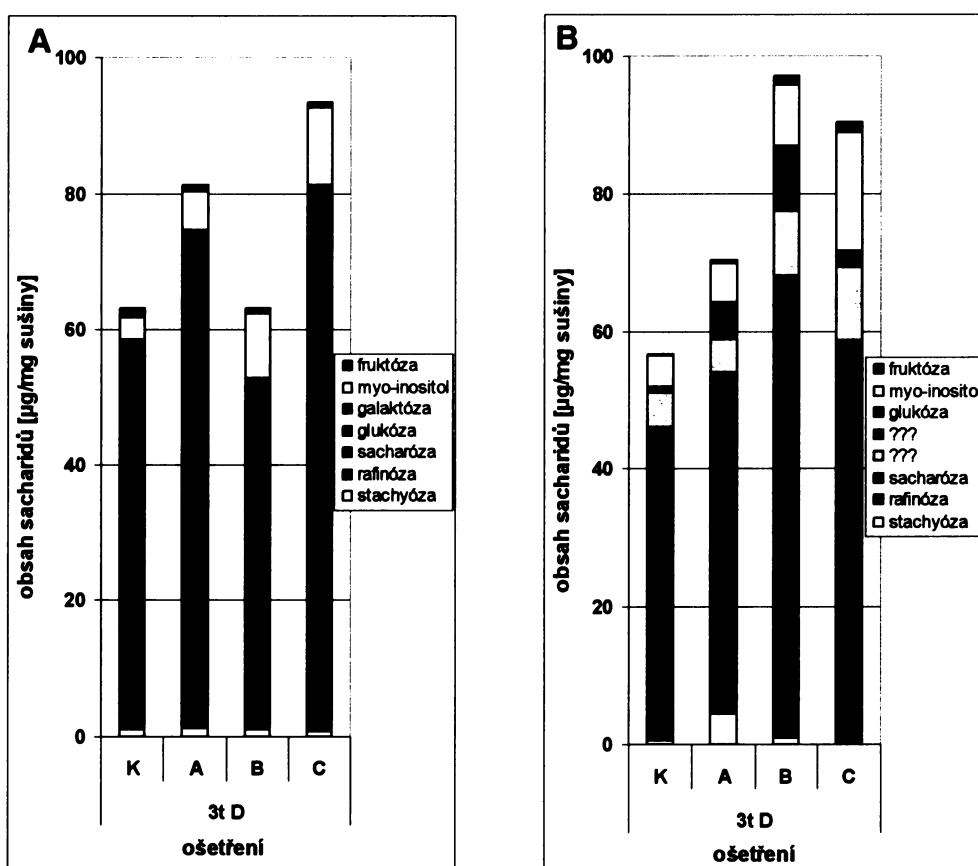 A
100
80
60
40
20
0
obsah sacharidů [µg/mg sušiny]
K A B C
3t D
ošetření
fruktóza
myo-inositol
galaktóza
glukóza
sacharóza
rafinóza
stachyóza
B
100
80
60
40
20
0
obsah sacharidů [µg/mg sušiny]
K A B C
3t D
ošetření
fruktóza
myo-inositol
glukóza
???
???
sacharóza
rafinóza
stachyóza